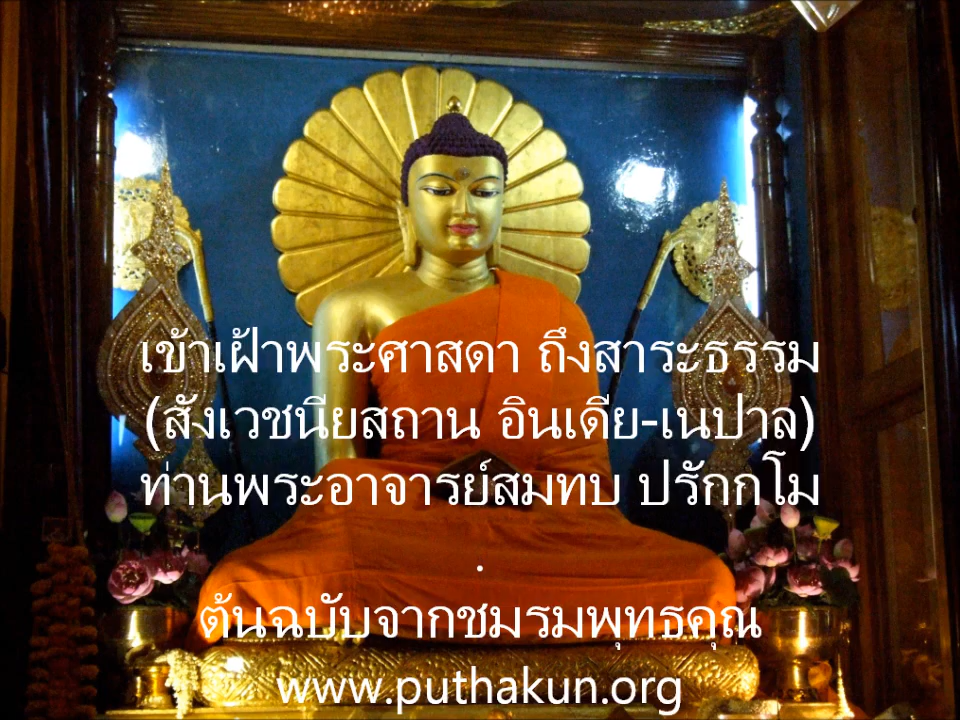 เข้าเฝ้าพระศาสดา ถึงสาระธรรม
(สังเวชนียสถาน อินเดีย-เนปาล)
ท่านพระอาจารย์สมทบ ปรักกโม
.
ต้นฉบับจากชมรมพุทธคุณ
www.puthakun.org